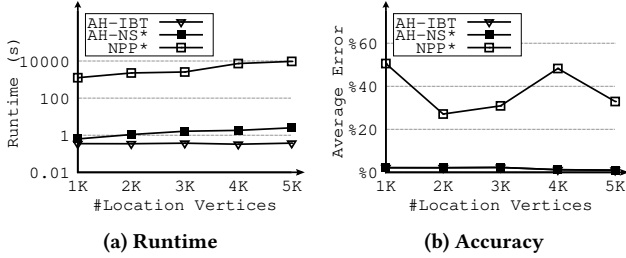 AH-IBT
AH-NS*
NPP*
Runtime (s)
10000
100
1
0.01
1K 2K 3K 4K 5K
#Location Vertices
(a) Runtime
AH-IBT
AH-NS*
NPP*
Average Error
%60
%40
%20
%0
1K 2K 3K 4K 5K
#Location Vertices
(b) Accuracy